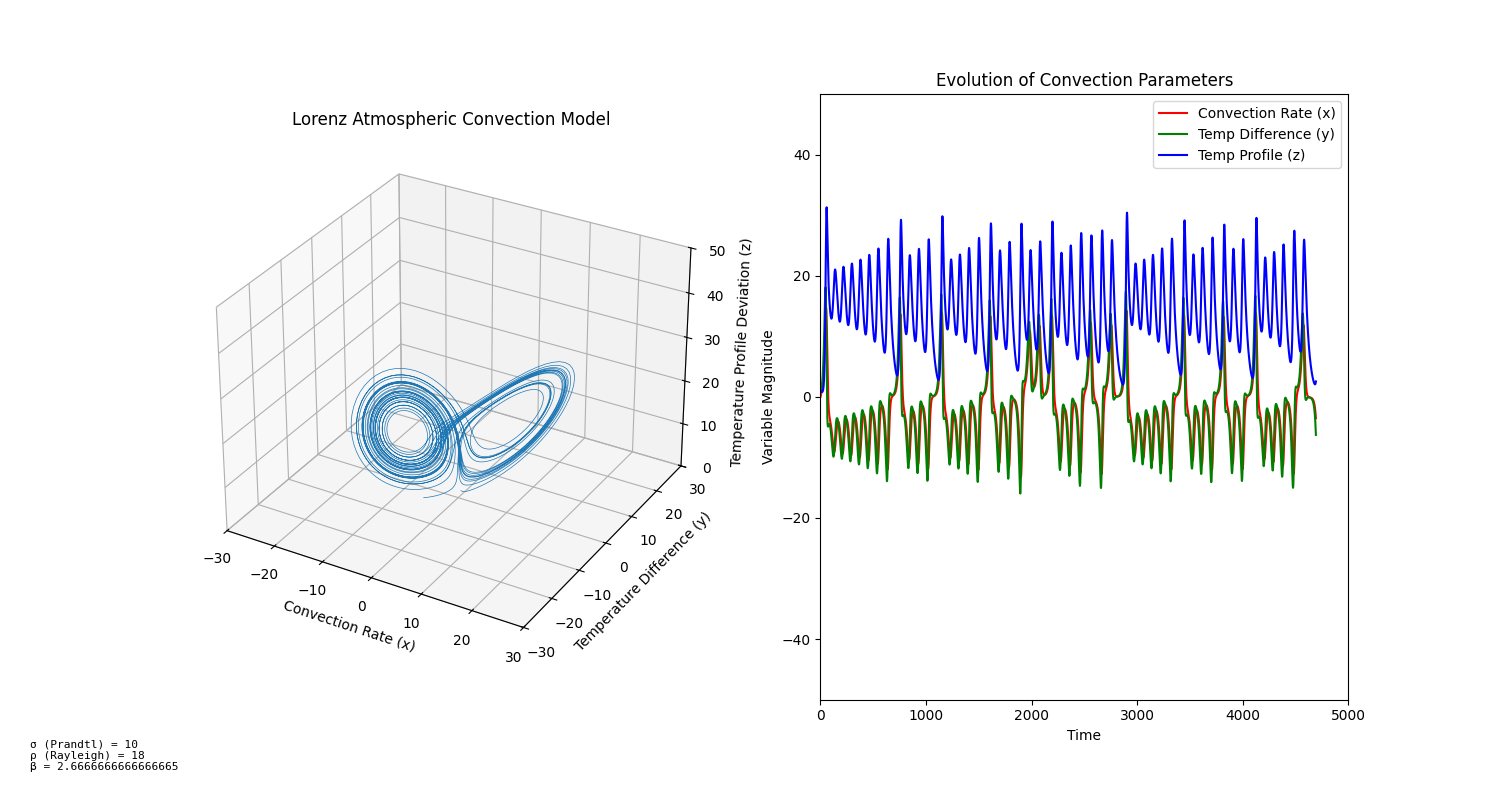 Lorenz Atmospheric Convection Model
50
40
30
20
10
0
Temperature Profile Deviation (z)
30
20
10
0
−10
−20
−30
Temperature Difference (y)
−30
−20
−10
0
10
20
30
Convection Rate (x)
Evolution of Convection Parameters
Convection Rate (x)
Temp Difference (y)
Temp Profile (z)
40
20
0
−20
−40
Variable Magnitude
0 1000 2000 3000 4000 5000
Time
σ (Prandtl) = 10
ρ (Rayleigh) = 18
β = 2.6666666666666665